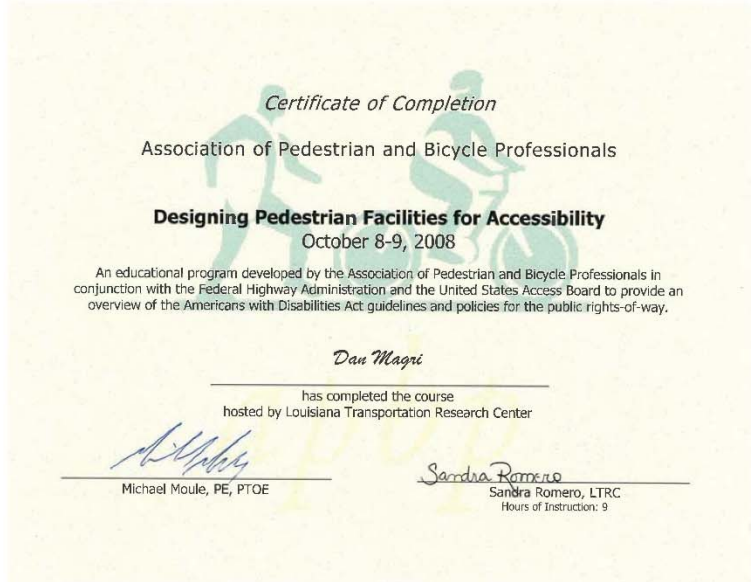 Certificate of Completion
Association of Pedestrian and Bicycle Professionals
Designing Pedestrian Facilities for Accessibility
October 8-9, 2008
An educational program developed by the Association of Pedestrian and Bicycle Professionals in
conjunction with the Federal Highway Administration and the United States Access Board to provide an
overview of the Americans with Disabilities Act guidelines and policies for the public rights-of-way.
Dan Magri
has completed the course
hosted by Louisiana Transportation Research Center
apbp
Sandra Romero
Michael Moule, PE, PTOE
Sandra Romero, LTRC
Hours of Instruction: 9